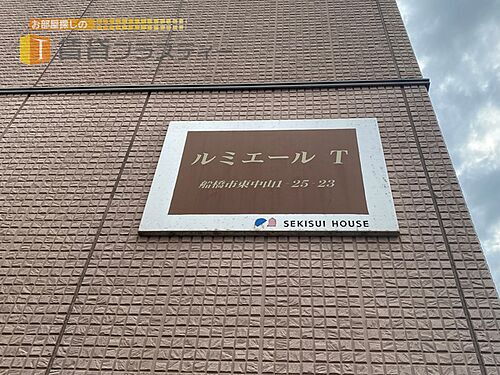 お部屋探しの
賃貸プラスティー
ルミエール T
船橋市東中山1-25-23
SEKISUI HOUSE